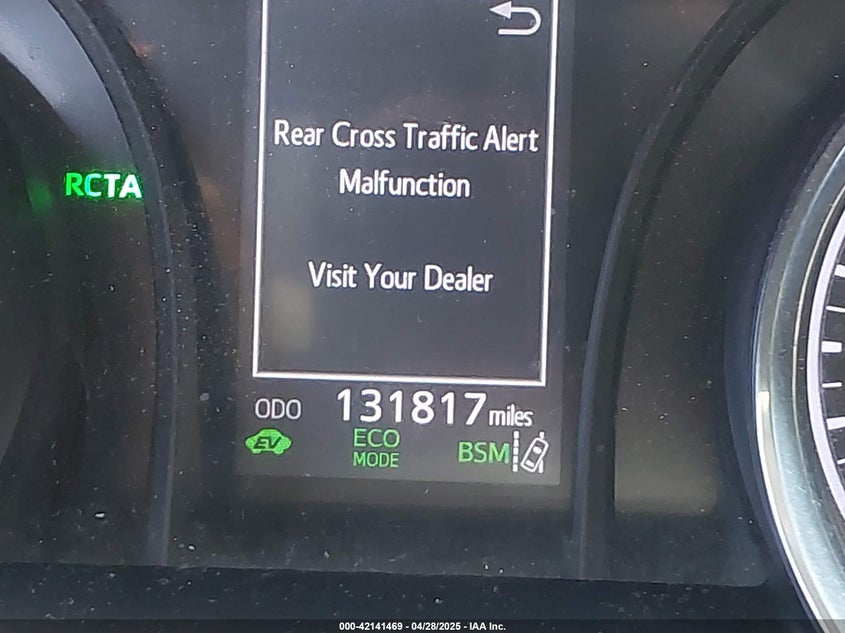 Rear Cross Traffic Alert
Malfunction
RCTA
Visit Your Dealer
ODO 131817 miles
EV ECO MODE BSM
000-42141469 - 04/28/2025 - IAA Inc.